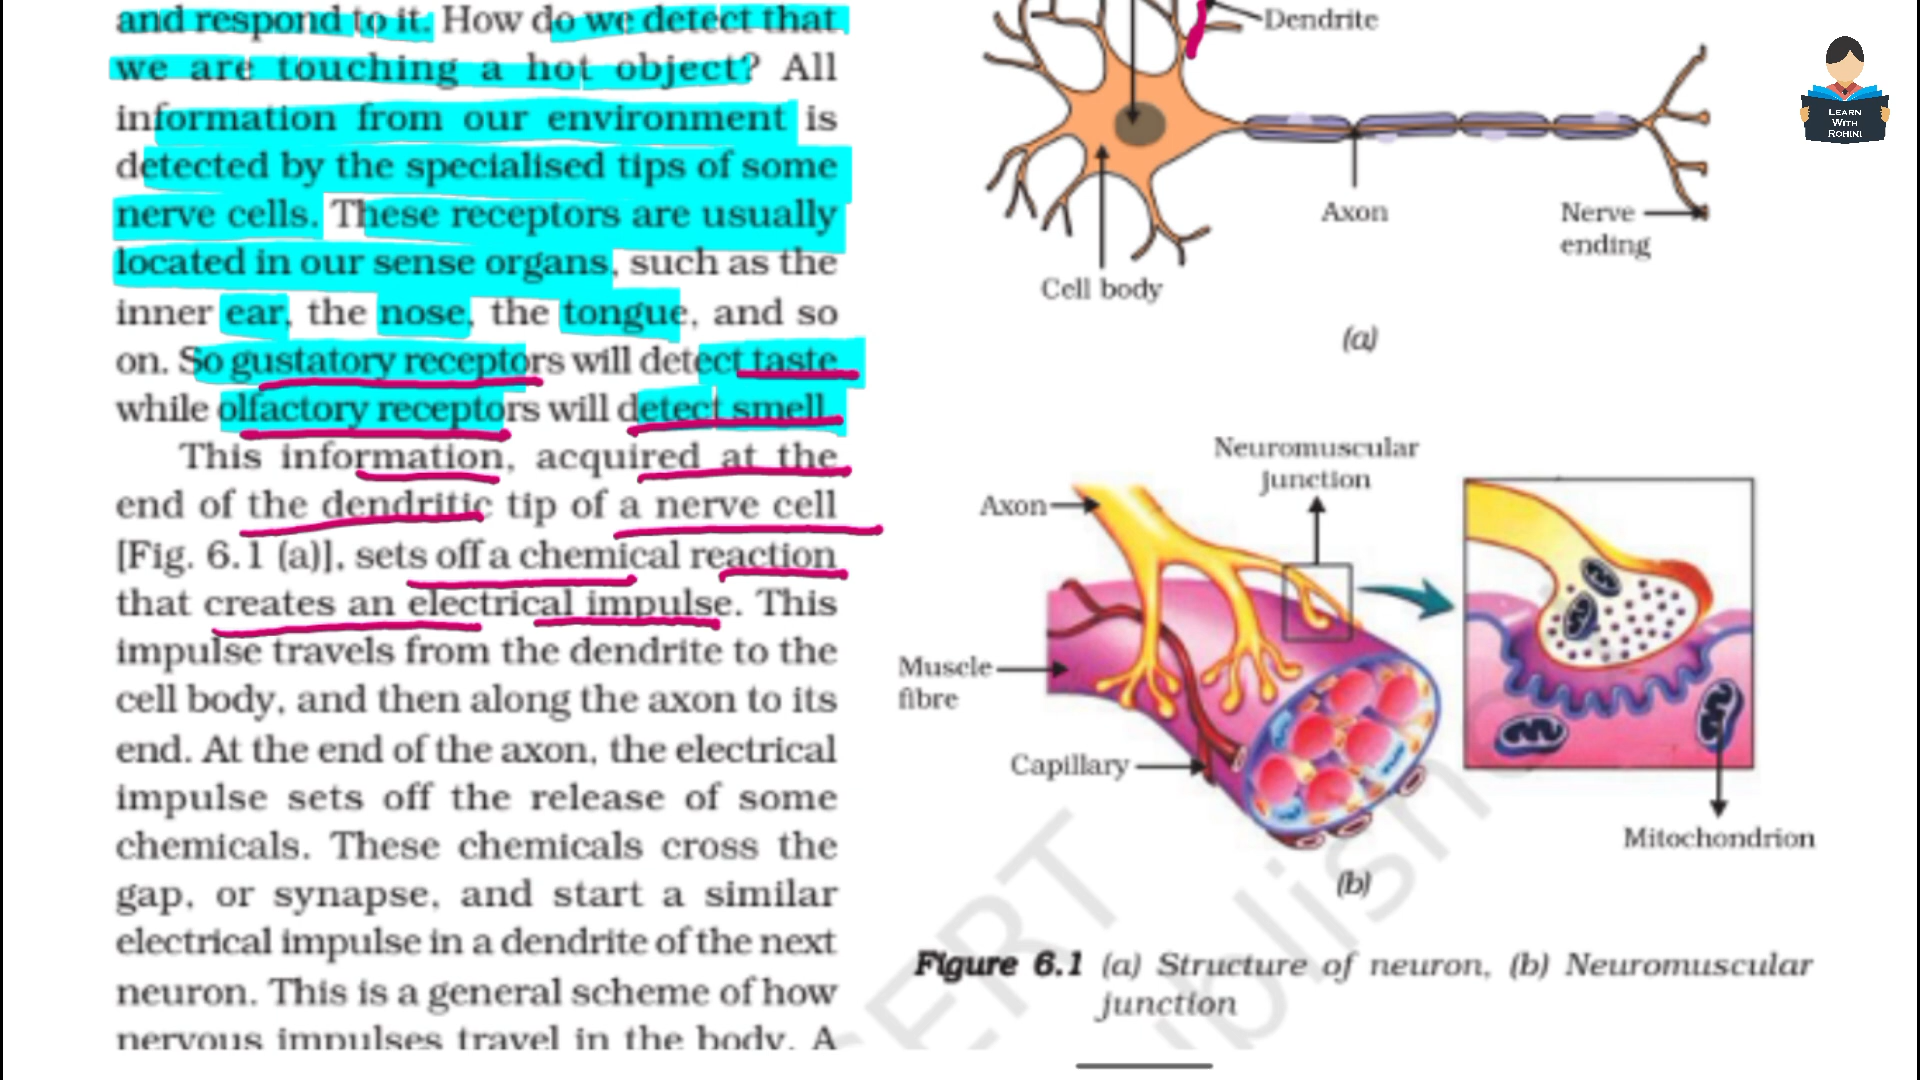 and respond to it. How do we detect that
we are touching a hot object? All
information from our environment is
detected by the specialised tips of some
nerve cells. These receptors are usually
located in our sense organs, such as the
inner ear, the nose, the tongue, and so
on. So gustatory receptors will detect taste
while olfactory receptors will detect smell.
This information, acquired at the
end of the dendritic tip of a nerve cell
[Fig. 6.1 (a)], sets off a chemical reaction
that creates an electrical impulse. This
impulse travels from the dendrite to the
cell body, and then along the axon to its
end. At the end of the axon, the electrical
impulse sets off the release of some
chemicals. These chemicals cross the
gap, or synapse, and start a similar
electrical impulse in a dendrite of the next
neuron. This is a general scheme of how
nervous impulses travel in the body. A
Dendrite
Axon
Nerve
ending
Cell body
(a)
Neuromuscular
junction
Axon
Muscle
fibre
Capillary
Mitochondrion
(b)
Figure 6.1 (a) Structure of neuron, (b) Neuromuscular
junction
LEARN
WITH
ROHINI